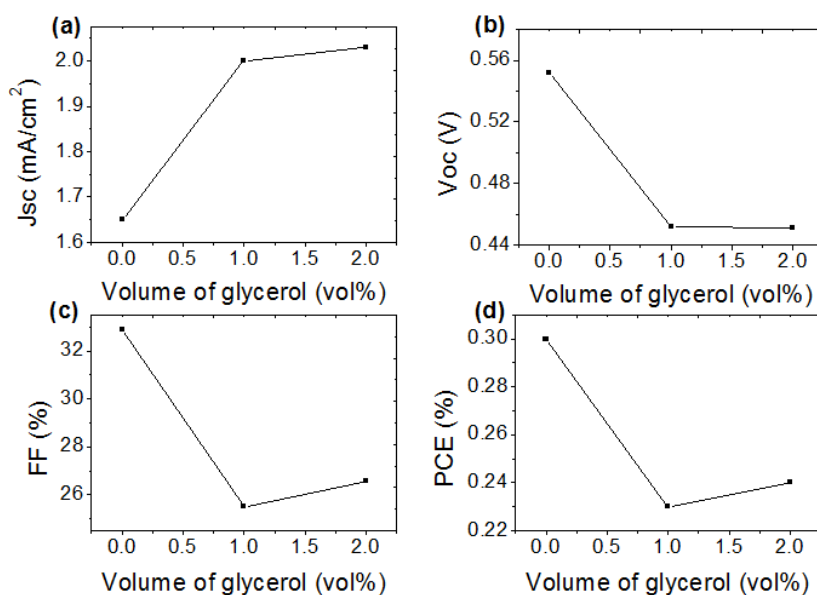 (a)
2.0
1.9
1.8
1.7
1.6
Jsc (mA/cm²)
0.0 0.5 1.0 1.5 2.0
Volume of glycerol (vol%)
(b)
0.56
0.52
0.48
0.44
Voc (V)
0.0 0.5 1.0 1.5 2.0
Volume of glycerol (vol%)
(c)
32
30
28
26
FF (%)
0.0 0.5 1.0 1.5 2.0
Volume of glycerol (vol%)
(d)
0.30
0.28
0.26
0.24
0.22
PCE (%)
0.0 0.5 1.0 1.5 2.0
Volume of glycerol (vol%)